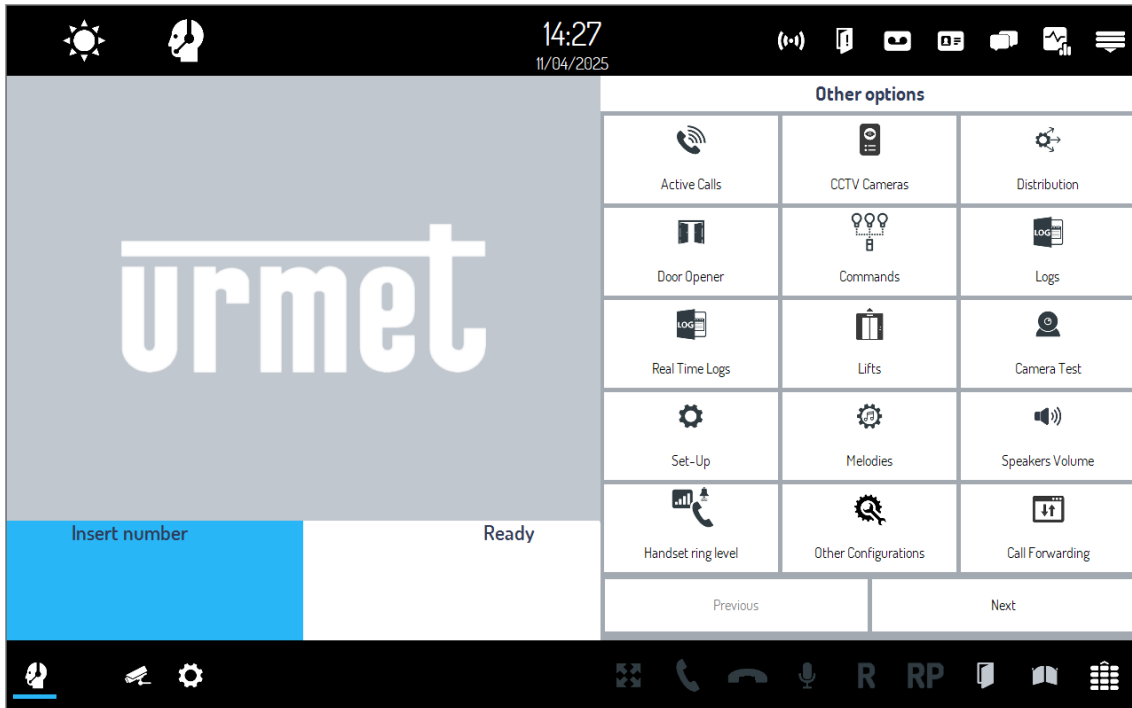 14:27
11/04/2025
Other options
Active Calls
CCTV Cameras
Distribution
Door Opener
Commands
LOG
Logs
LOG
Real Time Logs
Lifts
Camera Test
Set-Up
Melodies
Speakers Volume
Handset ring level
Other Configurations
Call Forwarding
urmet
Insert number
Ready
Previous
Next
R
RP